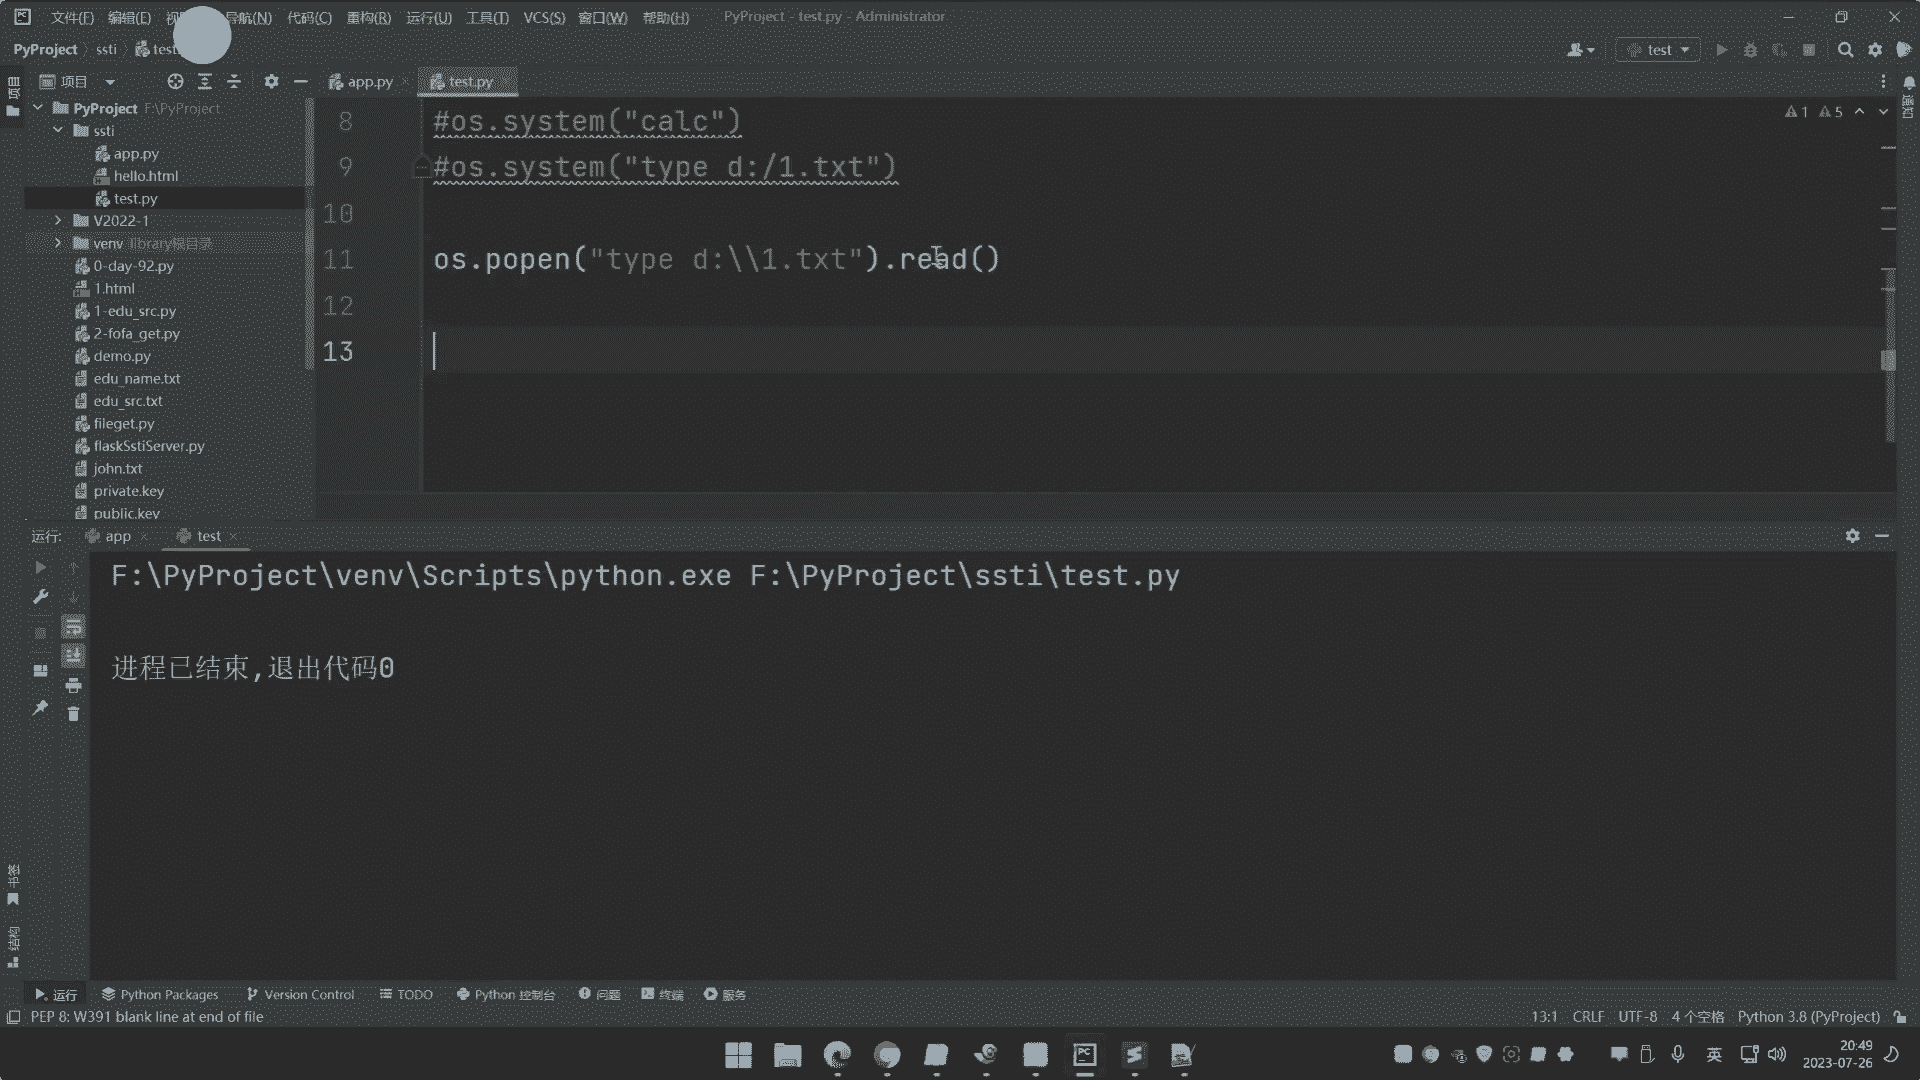 文件(F) 编辑(E) 导航(N) 代码(C) 重构(R) 运行(U) 工具(T) VCS(S) 窗口(W) 帮助(H) PyProject - test.py - Administrator
PyProject ssti test
test
项目
项目 app.py test.py
通知
PyProject F:\PyProject
ssti
app.py
hello.html
test.py
V2022-1
venv library根目录
0-day-92.py
1.html
1-edu_src.py
2-fofa_get.py
demo.py
edu_name.txt
edu_src.txt
fileget.py
flaskSstiServer.py
john.txt
private.key
public.key
1 5
8 #os.system("calc")
9 #os.system("type d:/1.txt")
10
11 os.popen("type d:\\1.txt").read()
12
13
运行: app test
F:\PyProject\venv\Scripts\python.exe F:\PyProject\ssti\test.py
进程已结束,退出代码0
书签
结构
运行 Python Packages Version Control TODO Python 控制台 问题 终端 服务
PEP 8: W391 blank line at end of file 13:1 CRLF UTF-8 4 个空格 Python 3.8 (PyProject)
英 20:49
2023-07-26